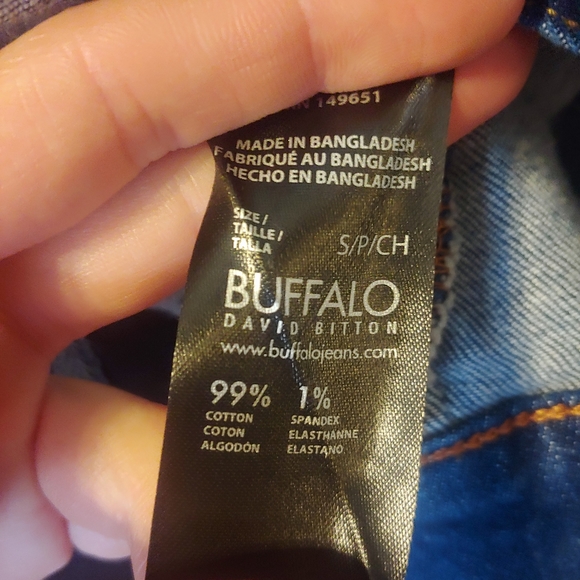 149651
MADE IN BANGLADESH
FABRIQUÉ AU BANGLADESH
HECHO EN BANGLADESH
SIZE/
TAILLE/
TALLA
S/P/CH
BUFFALO
DAVID BITTON
www.buffalojeans.com
99% 1%
COTTON SPANDEX
COTON ELASTHANNE
ALGODÓN ELASTANO